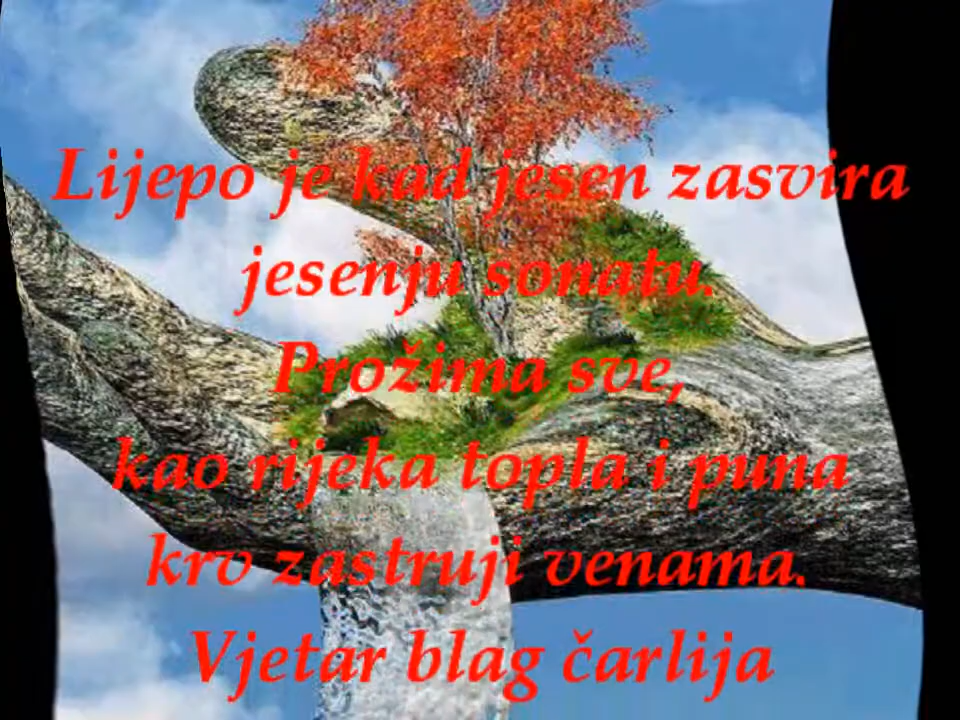 Lijepo je kad jesen zasvira
jesenju sonatu.
Prožima sve,
kao rijeka topla i puna
krv zastruji venama.
Vjetar blag čarlija